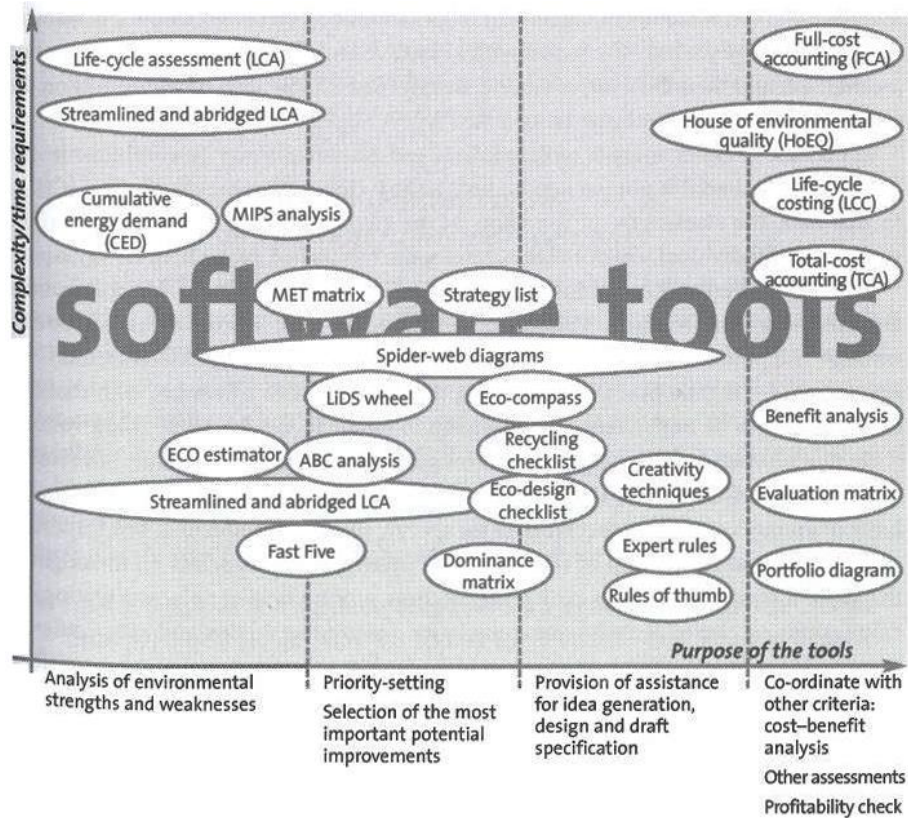 Complexity/time requirements
Life-cycle assessment (LCA)
Full-cost
accounting (FCA)
Streamlined and abridged LCA
House of environmental
quality (HoEQ)
Cumulative
energy demand
(CED)
MIPS analysis
Life-cycle
costing (LCC)
Total-cost
accounting (TCA)
MET matrix
Strategy list
software tools
Spider-web diagrams
LiDS wheel
Eco-compass
Benefit analysis
ECO estimator
ABC analysis
Recycling
checklist
Creativity
techniques
Streamlined and abridged LCA
Eco-design
checklist
Evaluation matrix
Fast Five
Dominance
matrix
Expert rules
Rules of thumb
Portfolio diagram
Purpose of the tools
Analysis of environmental
strengths and weaknesses
Priority-setting
Selection of the most
important potential
improvements
Provision of assistance
for idea generation,
design and draft
specification
Co-ordinate with
other criteria:
cost–benefit
analysis
Other assessments
Profitability check